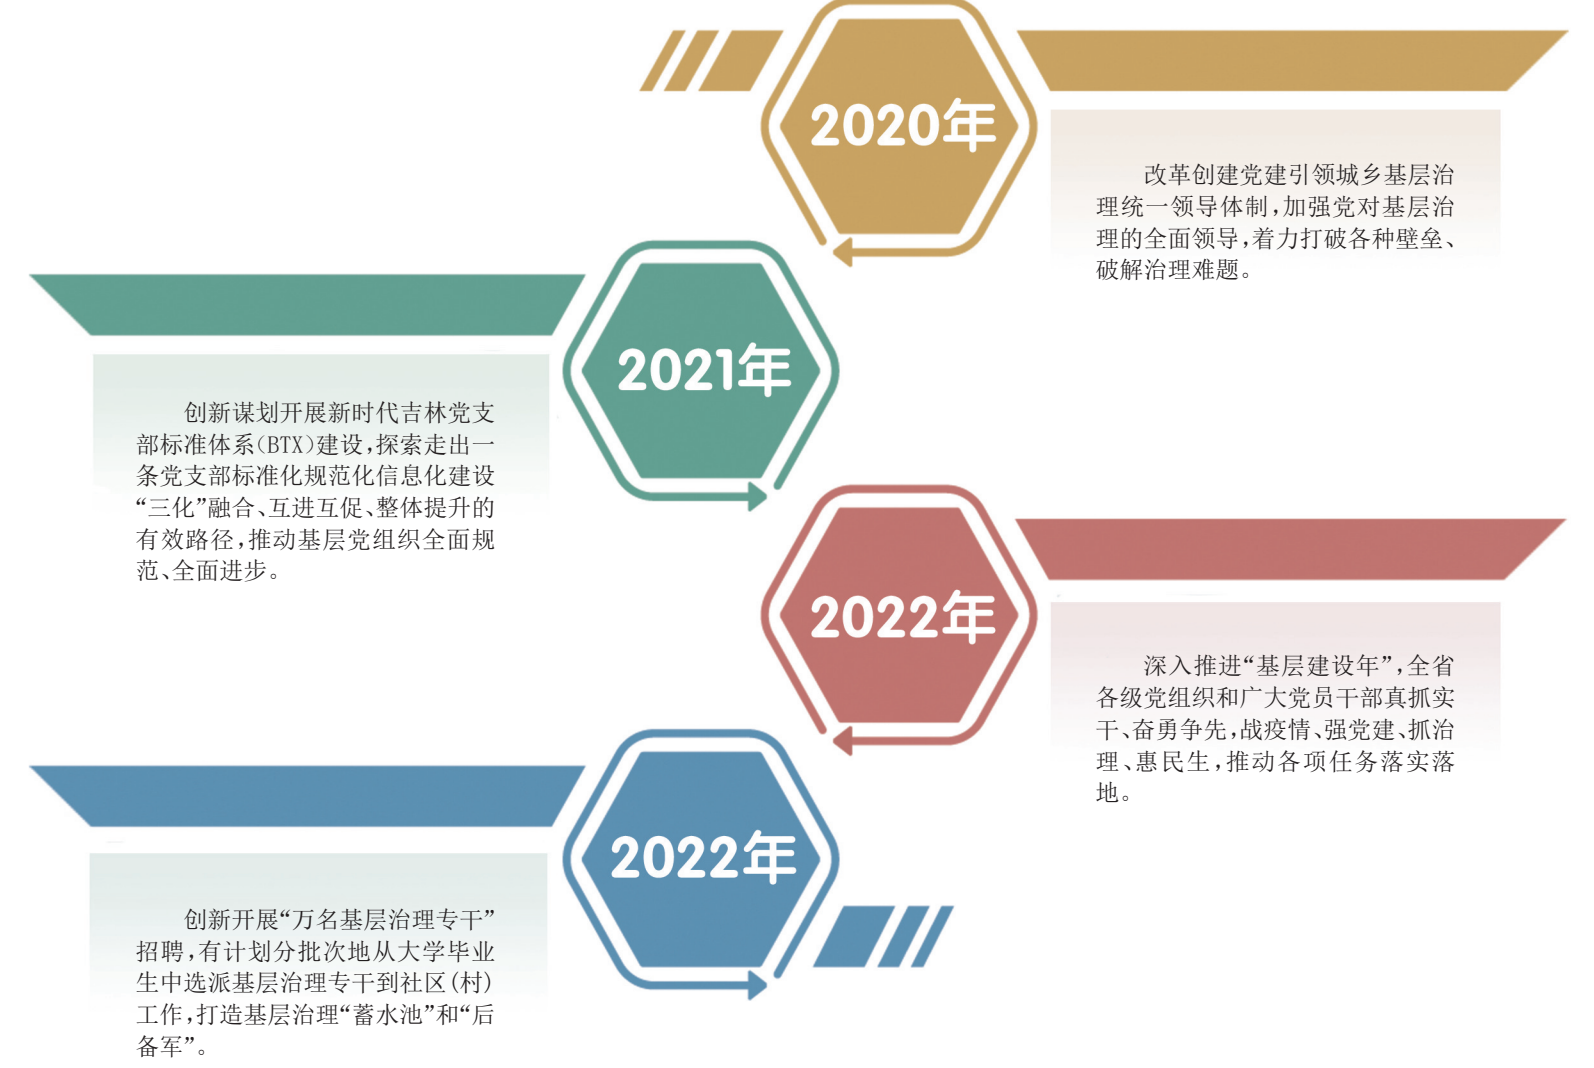 2020年
改革创建党建引领城乡基层治
理统一领导体制,加强党对基层治
理的全面领导,着力打破各种壁垒、
破解治理难题。
2021年
创新谋划开展新时代吉林党支
部标准体系(BTX)建设,探索走出一
条党支部标准化规范化信息化建设
“三化”融合、互进互促、整体提升的
有效路径,推动基层党组织全面规
范、全面进步。
2022年
深入推进“基层建设年”,全省
各级党组织和广大党员干部真抓实
干、奋勇争先,战疫情、强党建、抓治
理、惠民生,推动各项任务落实落
地。
2022年
创新开展“万名基层治理专干”
招聘,有计划分批次地从大学毕业
生中选派基层治理专干到社区(村)
工作,打造基层治理“蓄水池”和“后
备军”。